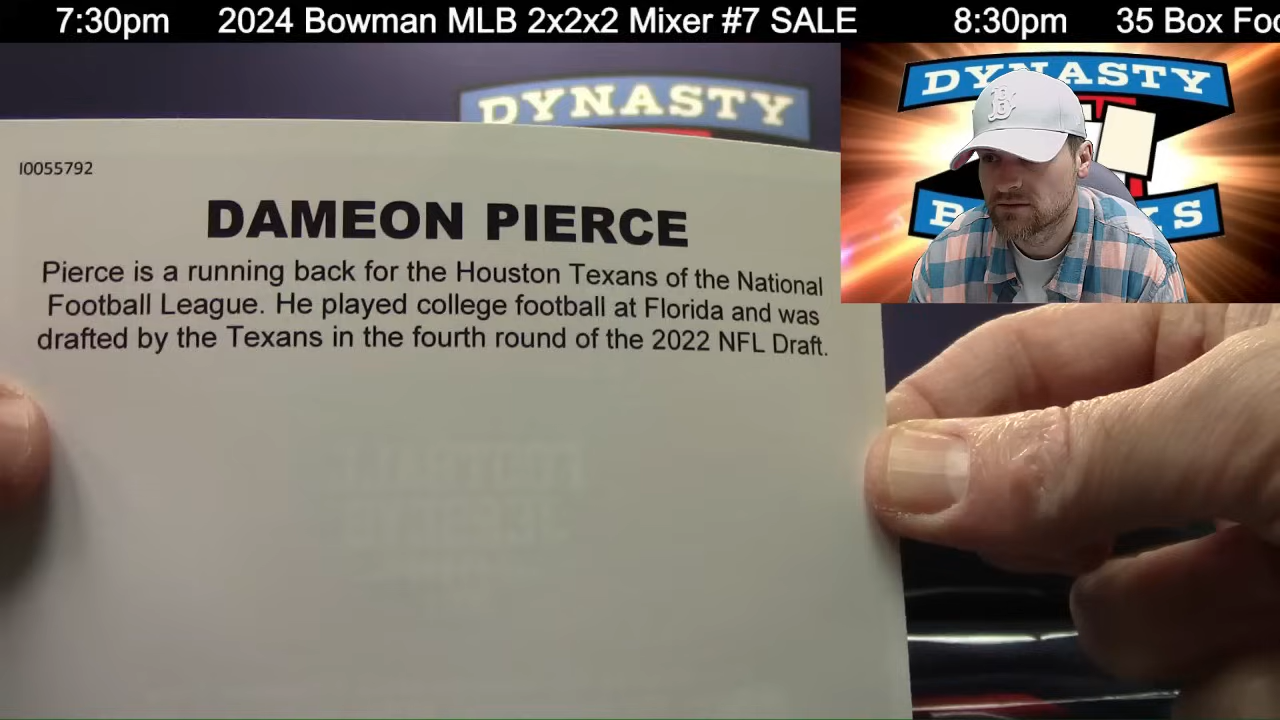 7:30pm 2024 Bowman MLB 2x2x2 Mixer #7 SALE 8:30pm 35 Box Foo
DYNASTY
DYNASTY
I0055792
DAMEON PIERCE
Pierce is a running back for the Houston Texans of the National
Football League. He played college football at Florida and was
drafted by the Texans in the fourth round of the 2022 NFL Draft.